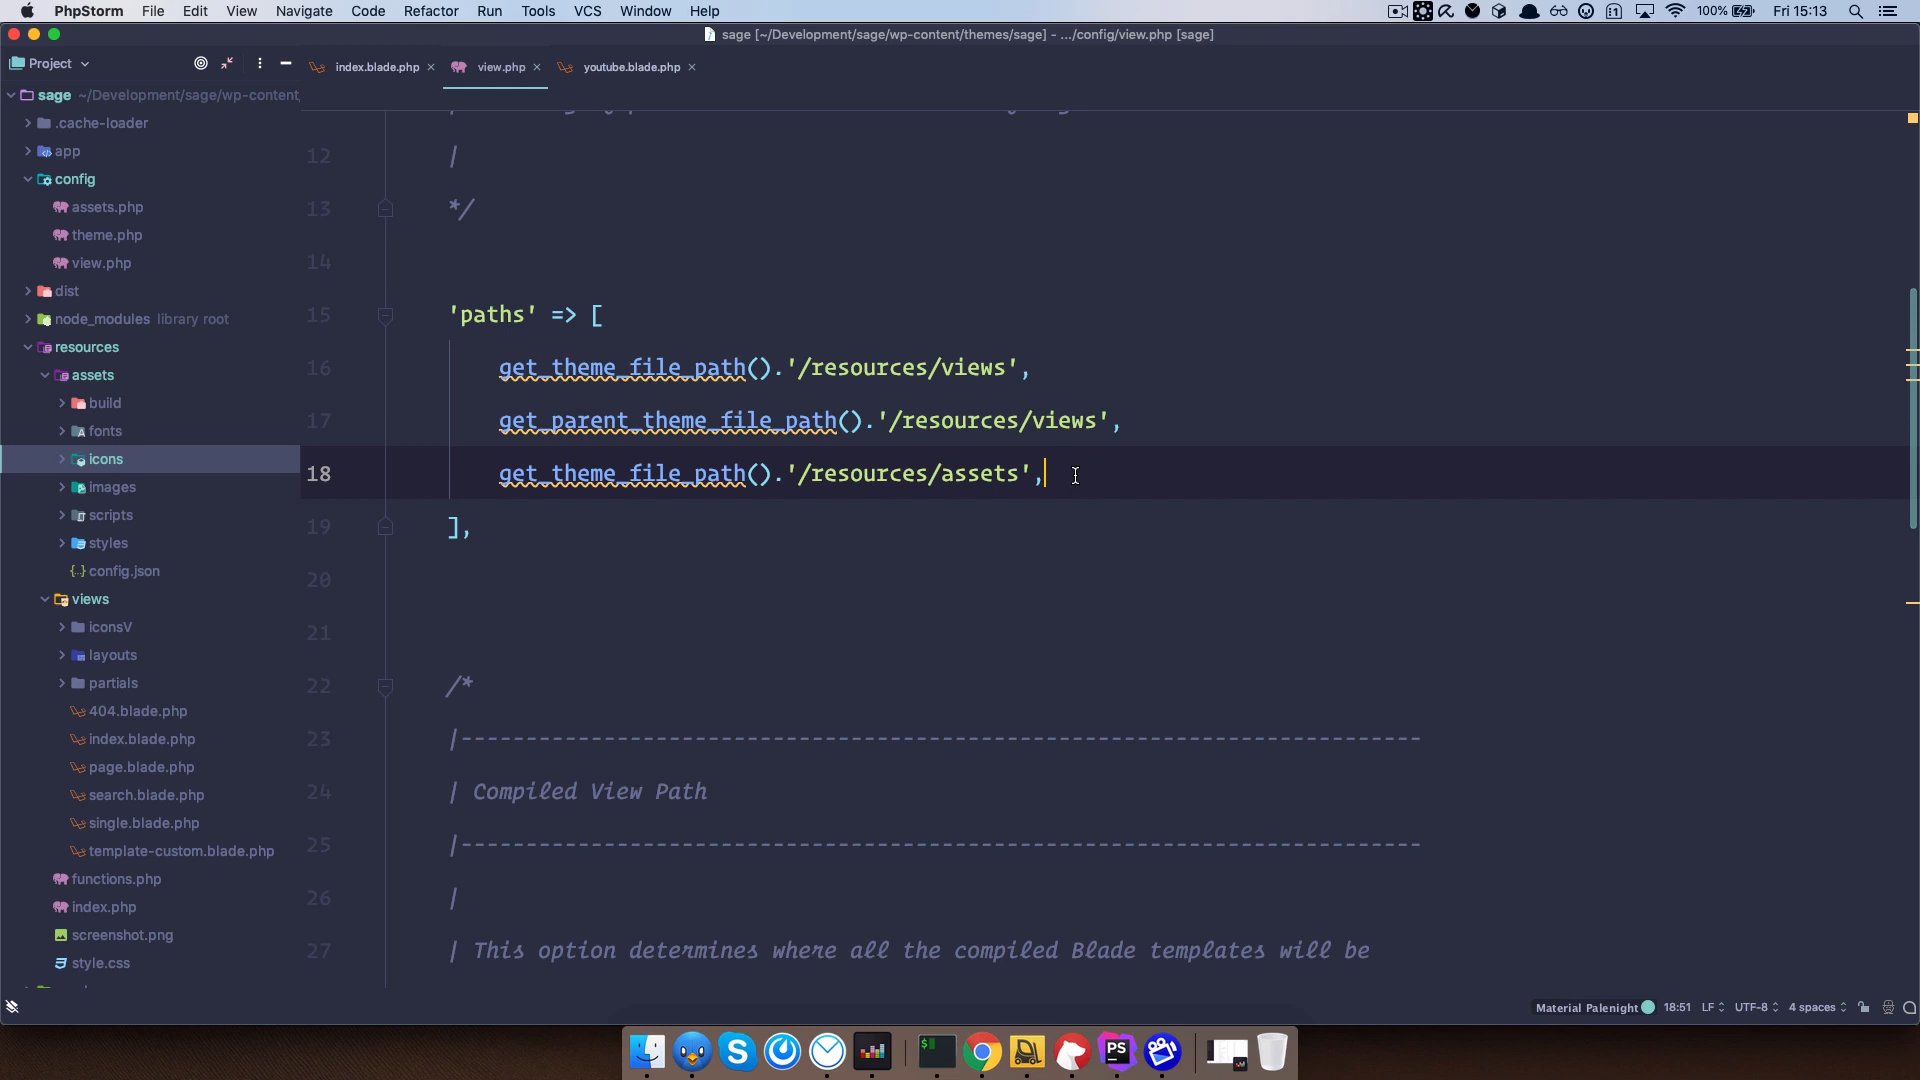 PhpStorm File Edit View Navigate Code Refactor Run Tools VCS Window Help 100% Fri 15:13
sage [~/Development/sage/wp-content/themes/sage] - .../config/view.php [sage]
Project
index.blade.php view.php youtube.blade.php
sage ~/Development/sage/wp-content
.cache-loader
app
config
assets.php
theme.php
view.php
dist
node_modules library root
resources
assets
build
fonts
icons
images
scripts
styles
config.json
views
iconsV
layouts
partials
404.blade.php
index.blade.php
page.blade.php
search.blade.php
single.blade.php
template-custom.blade.php
functions.php
index.php
screenshot.png
style.css
12 |
13 */
14
15 'paths' => [
16 get_theme_file_path().'/resources/views',
17 get_parent_theme_file_path().'/resources/views',
18 get_theme_file_path().'/resources/assets',
19 ],
20
21
22 /*
23 |--------------------------------------------------------------------------
24 | Compiled View Path
25 |--------------------------------------------------------------------------
26 |
27 | This option determines where all the compiled Blade templates will be
Material Palenight 18:51 LF UTF-8 4 spaces